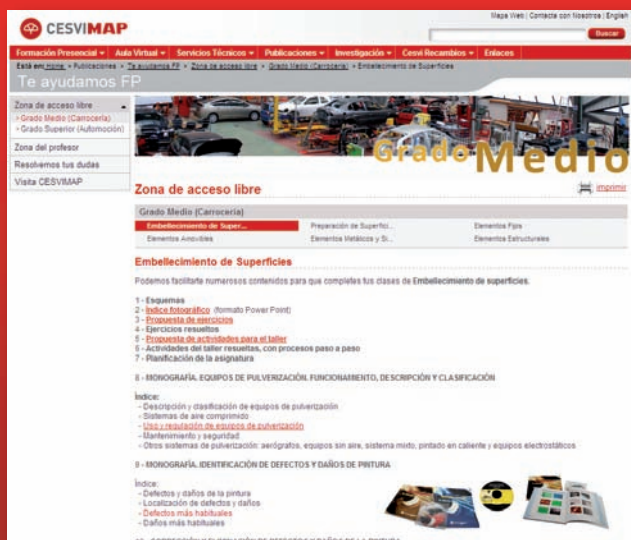 Mapa Web | Contacte con Nosotros | English
CESVIMAP
Buscar
Formación Presencial Aula Virtual Servicios Técnicos Publicaciones Investigación Cesvi Recambios Enlaces
Está en: Home > Publicaciones > Te ayudamos FP > Zona de acceso libre > Grado Medio (Carrocería) > Embellecimiento de Superficies
Te ayudamos FP
Zona de acceso libre
> Grado Medio (Carrocería)
> Grado Superior (Automoción)
Zona del profesor
Resolvemos tus dudas
Visita CESVIMAP
Grado Medio
Zona de acceso libre
imprimir
Grado Medio (Carrocería)
Embellecimiento de Super... Preparación de Superfici... Elementos Fijos
Elementos Amovibles Elementos Metálicos y Si... Elementos Estructurales
Embellecimiento de Superficies
Podemos facilitarte numerosos contenidos para que completes tus clases de Embellecimiento de superficies.
1 - Esquemas
2 - Índice fotográfico (formato Power Point)
3 - Propuesta de ejercicios
4 - Ejercicios resueltos
5 - Propuesta de actividades para el taller
6 - Actividades del taller resueltas, con procesos paso a paso
7 - Planificación de la asignatura
8 - MONOGRAFÍA. EQUIPOS DE PULVERIZACIÓN. FUNCIONAMIENTO, DESCRIPCIÓN Y CLASIFICACIÓN
Índice:
- Descripción y clasificación de equipos de pulverización
- Sistemas de aire comprimido
- Uso y regulación de equipos de pulverización
- Mantenimiento y seguridad
- Otros sistemas de pulverización: aerógrafos, equipos sin aire, sistema mixto, pintado en caliente y equipos electrostáticos
9 - MONOGRAFÍA. IDENTIFICACIÓN DE DEFECTOS Y DAÑOS DE PINTURA
Índice:
- Defectos y daños de la pintura
- Localización de defectos y daños
- Defectos más habituales
- Daños más habituales